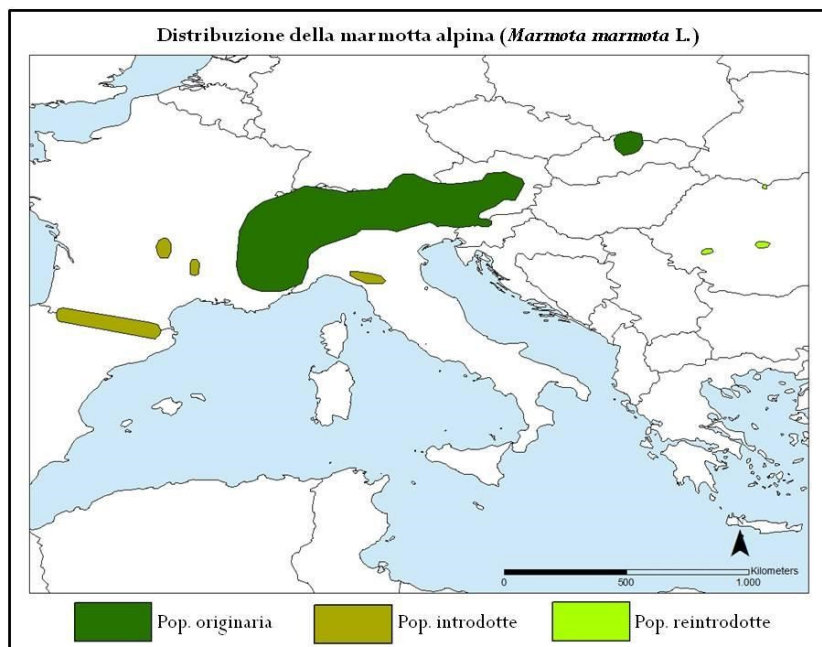 Distribuzione della marmotta alpina (Marmota marmota L.)
Kilometers
0 500 1.000
Pop. originaria Pop. introdotte Pop. reintrodotte